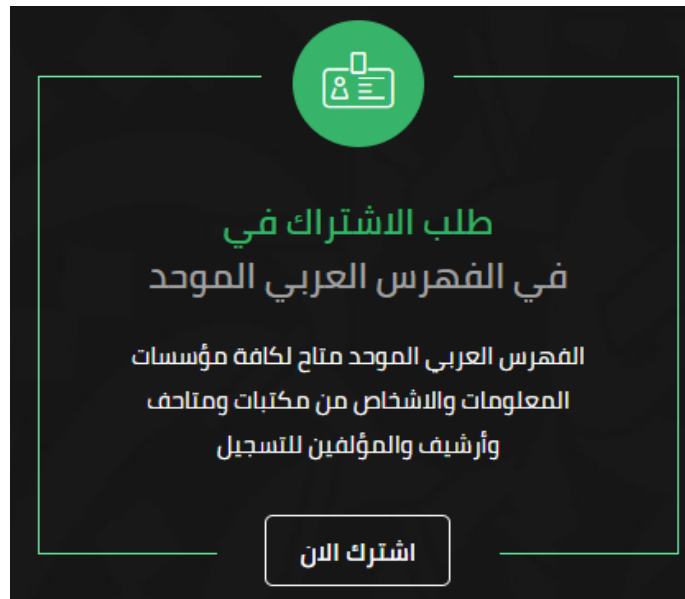 طلب الاشتراك في
في الفهرس العربي الموحد
الفهرس العربي الموحد متاح لكافة مؤسسات
المعلومات والاشخاص من مكتبات ومتاحف
وأرشيف والمؤلفين للتسجيل
اشترك الان